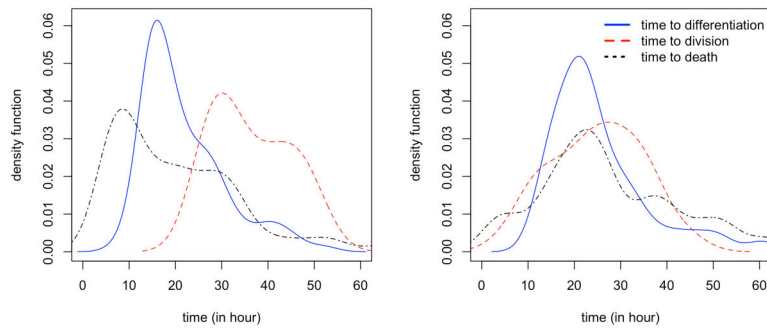 density function
0.00
0.01
0.02
0.03
0.04
0.05
0.06
0 10 20 30 40 50 60
time (in hour)
density function
0.00
0.01
0.02
0.03
0.04
0.05
0.06
time to differentiation
time to division
time to death
0 10 20 30 40 50 60
time (in hour)